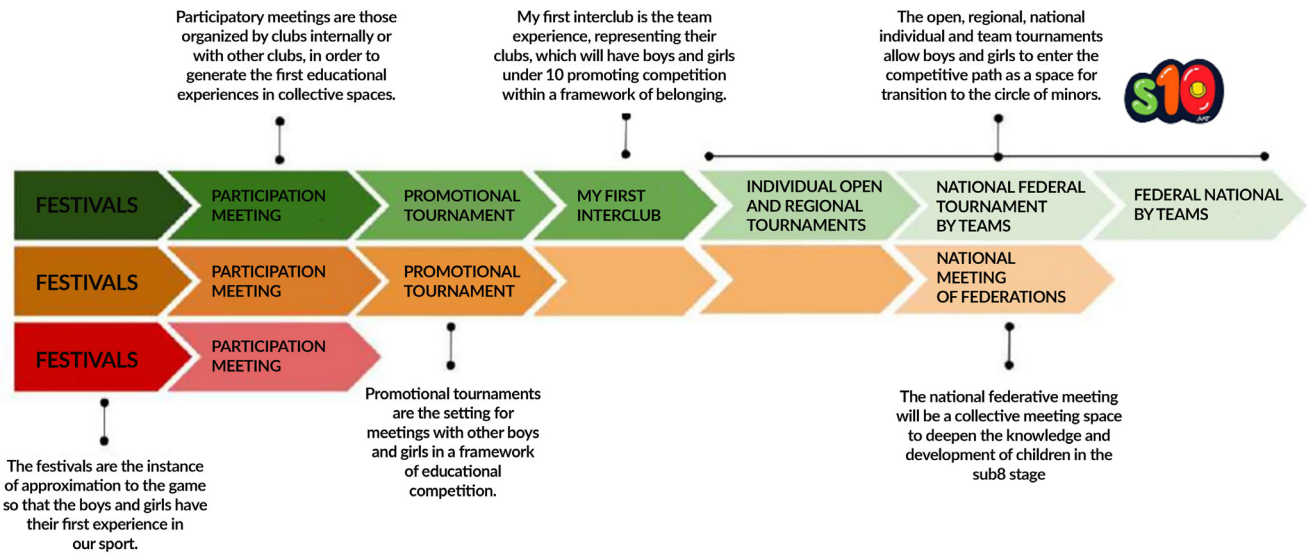 Participatory meetings are those
organized by clubs internally or
with other clubs, in order to
generate the first educational
experiences in collective spaces.
My first interclub is the team
experience, representing their
clubs, which will have boys and girls
under 10 promoting competition
within a framework of belonging.
The open, regional, national
individual and team tournaments
allow boys and girls to enter the
competitive path as a space for
transition to the circle of minors.
s10
FESTIVALS
PARTICIPATION
MEETING
PROMOTIONAL
TOURNAMENT
MY FIRST
INTERCLUB
INDIVIDUAL OPEN
AND REGIONAL
TOURNAMENTS
NATIONAL FEDERAL
TOURNAMENT
BY TEAMS
FEDERAL NATIONAL
BY TEAMS
FESTIVALS
PARTICIPATION
MEETING
PROMOTIONAL
TOURNAMENT
NATIONAL
MEETING
OF FEDERATIONS
FESTIVALS
PARTICIPATION
MEETING
The festivals are the instance
of approximation to the game
so that the boys and girls have
their first experience in
our sport.
Promotional tournaments
are the setting for
meetings with other boys
and girls in a framework
of educational
competition.
The national federative meeting
will be a collective meeting space
to deepen the knowledge and
development of children in the
sub8 stage